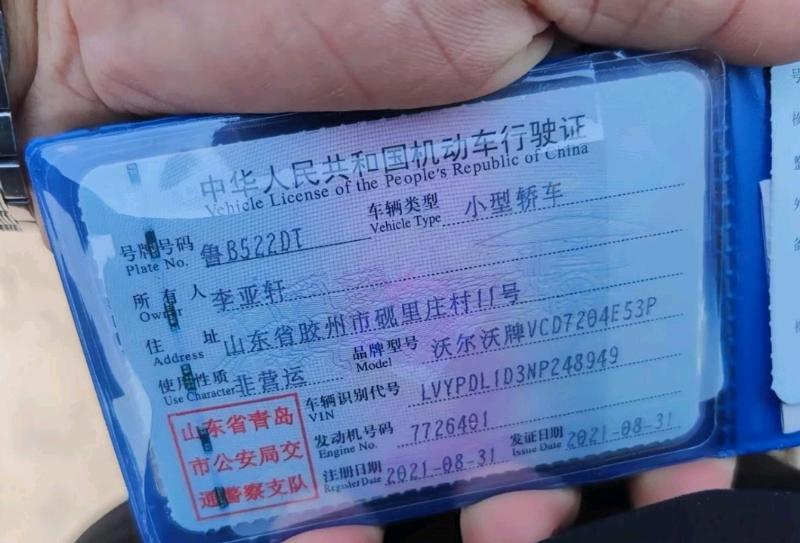 中华人民共和国机动车行驶证
Vehicle License of the People's Republic of China
号牌号码 鲁B522DT 车辆类型 小型轿车
Plate No. Vehicle Type
所有人 李亚轩
Owner
住址 山东省胶州市砚里庄村11号
Address
使用性质 非营运 品牌型号 沃尔沃牌VCD7204E53P
Use Character Model
车辆识别代号 LVYPDL1D3NP248949
VIN
发动机号码 7726401 发证日期 2021-08-31
Engine No. Issue Date
注册日期 2021-08-31
Register Date
山东省青岛
市公安局交
通警察支队